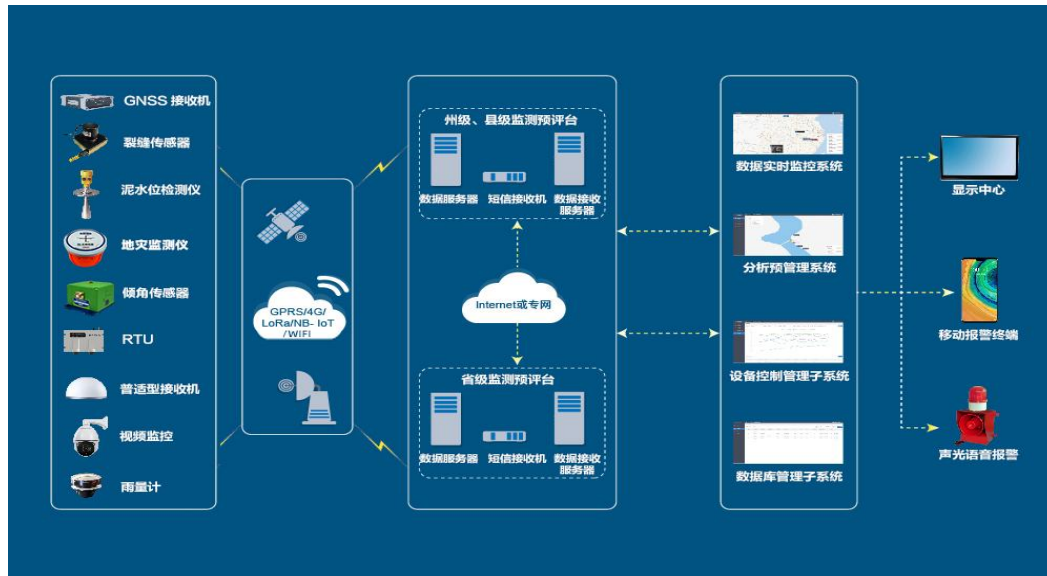 GNSS 接收机
裂缝传感器
泥水位检测仪
地灾监测仪
倾角传感器
RTU
普适型接收机
视频监控
雨量计
GPRS/4G/
LoRa/NB- IoT
/WIFI
州级、县级监测预评台
数据服务器
短信接收机
数据接收
服务器
Internet或专网
省级监测预评台
数据服务器
短信接收机
数据接收
服务器
数据实时监控系统
分析预管理系统
设备控制管理子系统
数据库管理子系统
显示中心
移动报警终端
声光语音报警